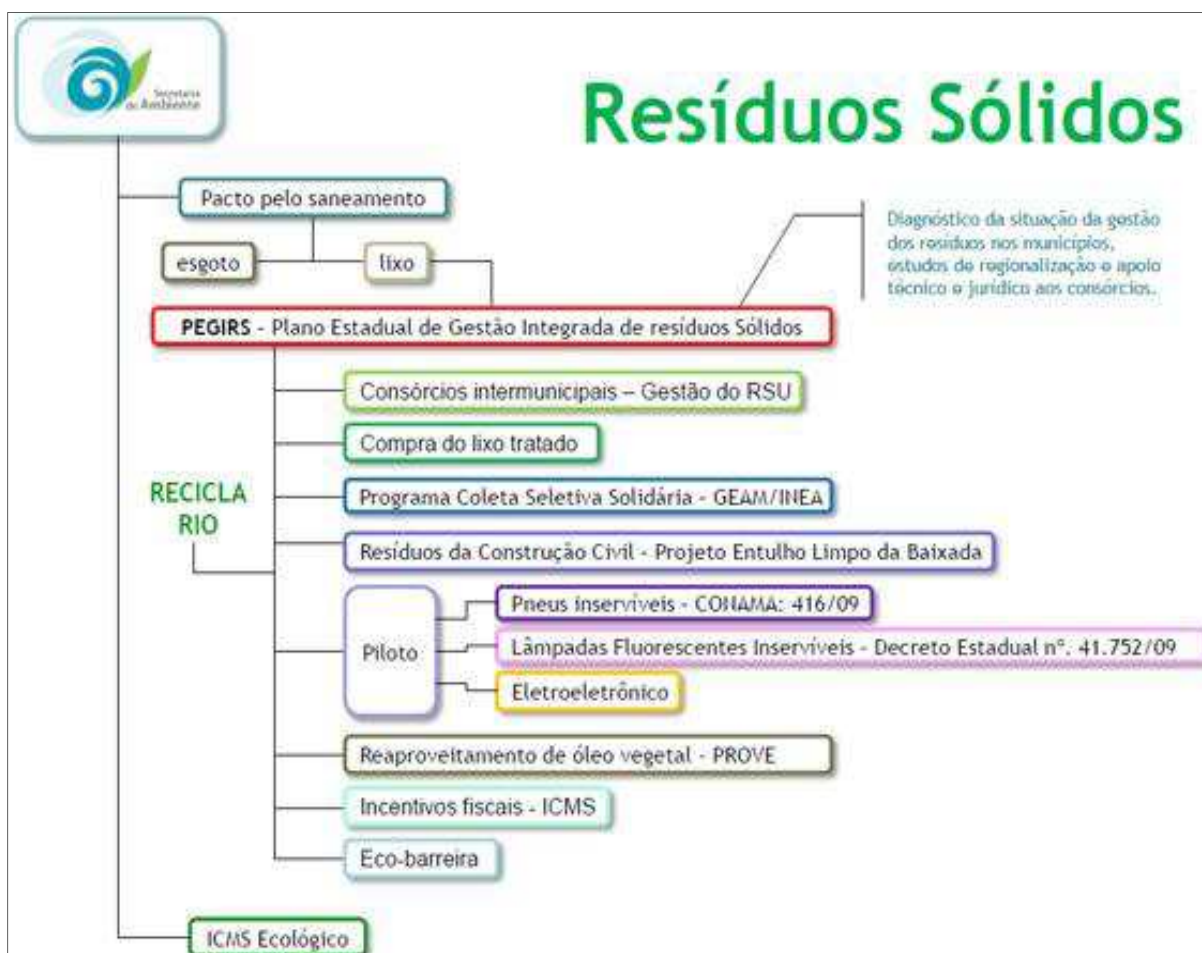 Secretaria
do Ambiente
Resíduos Sólidos
Pacto pelo saneamento
esgoto
lixo
Diagnóstico da situação da gestão
dos resíduos nos municípios,
estudos de regionalização e apoio
técnico e jurídico aos consórcios.
PEGIRS - Plano Estadual de Gestão Integrada de resíduos Sólidos
Consórcios intermunicipais – Gestão do RSU
Compra do lixo tratado
RECICLA
RIO
Programa Coleta Seletiva Solidária - GEAM/INEA
Resíduos da Construção Civil - Projeto Entulho Limpo da Baixada
Piloto
Pneus inservíveis - CONAMA: 416/09
Lâmpadas Fluorescentes Inservíveis - Decreto Estadual nº. 41.752/09
Eletroeletrônico
Reaproveitamento de óleo vegetal - PROVE
Incentivos fiscais - ICMS
Eco-barreira
ICMS Ecológico